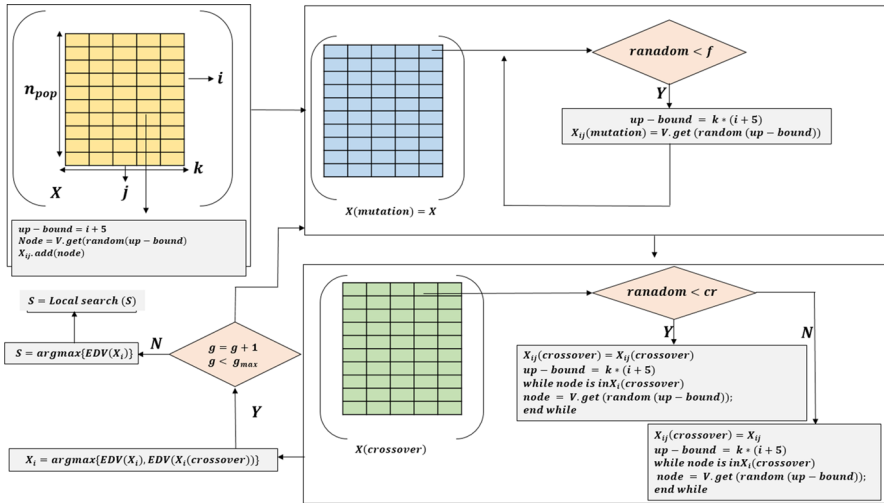 n_pop
i
k
X
j
up − bound = i + 5
Node = V.get(random(up − bound)
X_ij.add(node)
X(mutation) = X
ranadom < f
Y
up − bound = k * (i + 5)
X_ij(mutation) = V.get (random (up − bound))
S = Local search (S)
S = argmax{EDV(X_i)}
N
g = g + 1
g < g_max
Y
X_i = argmax{EDV(X_i), EDV(X_i(crossover))}
X(crossover)
ranadom < cr
Y
N
X_ij(crossover) = X_ij(crossover)
up − bound = k * (i + 5)
while node is inX_i(crossover)
node = V.get (random (up − bound));
end while
X_ij(crossover) = X_ij
up − bound = k * (i + 5)
while node is inX_i(crossover)
node = V.get (random (up − bound));
end while